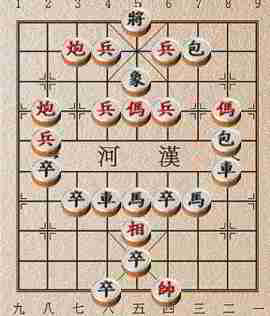 1 2 3 4 5 6 7 8 9
將
炮 兵 兵 包
象
炮 兵 傌 兵 傌
兵 包
卒 河 漢 車
卒 車 馬 卒 馬
相
卒
卒 帥
九 八 七 六 五 四 三 二 一